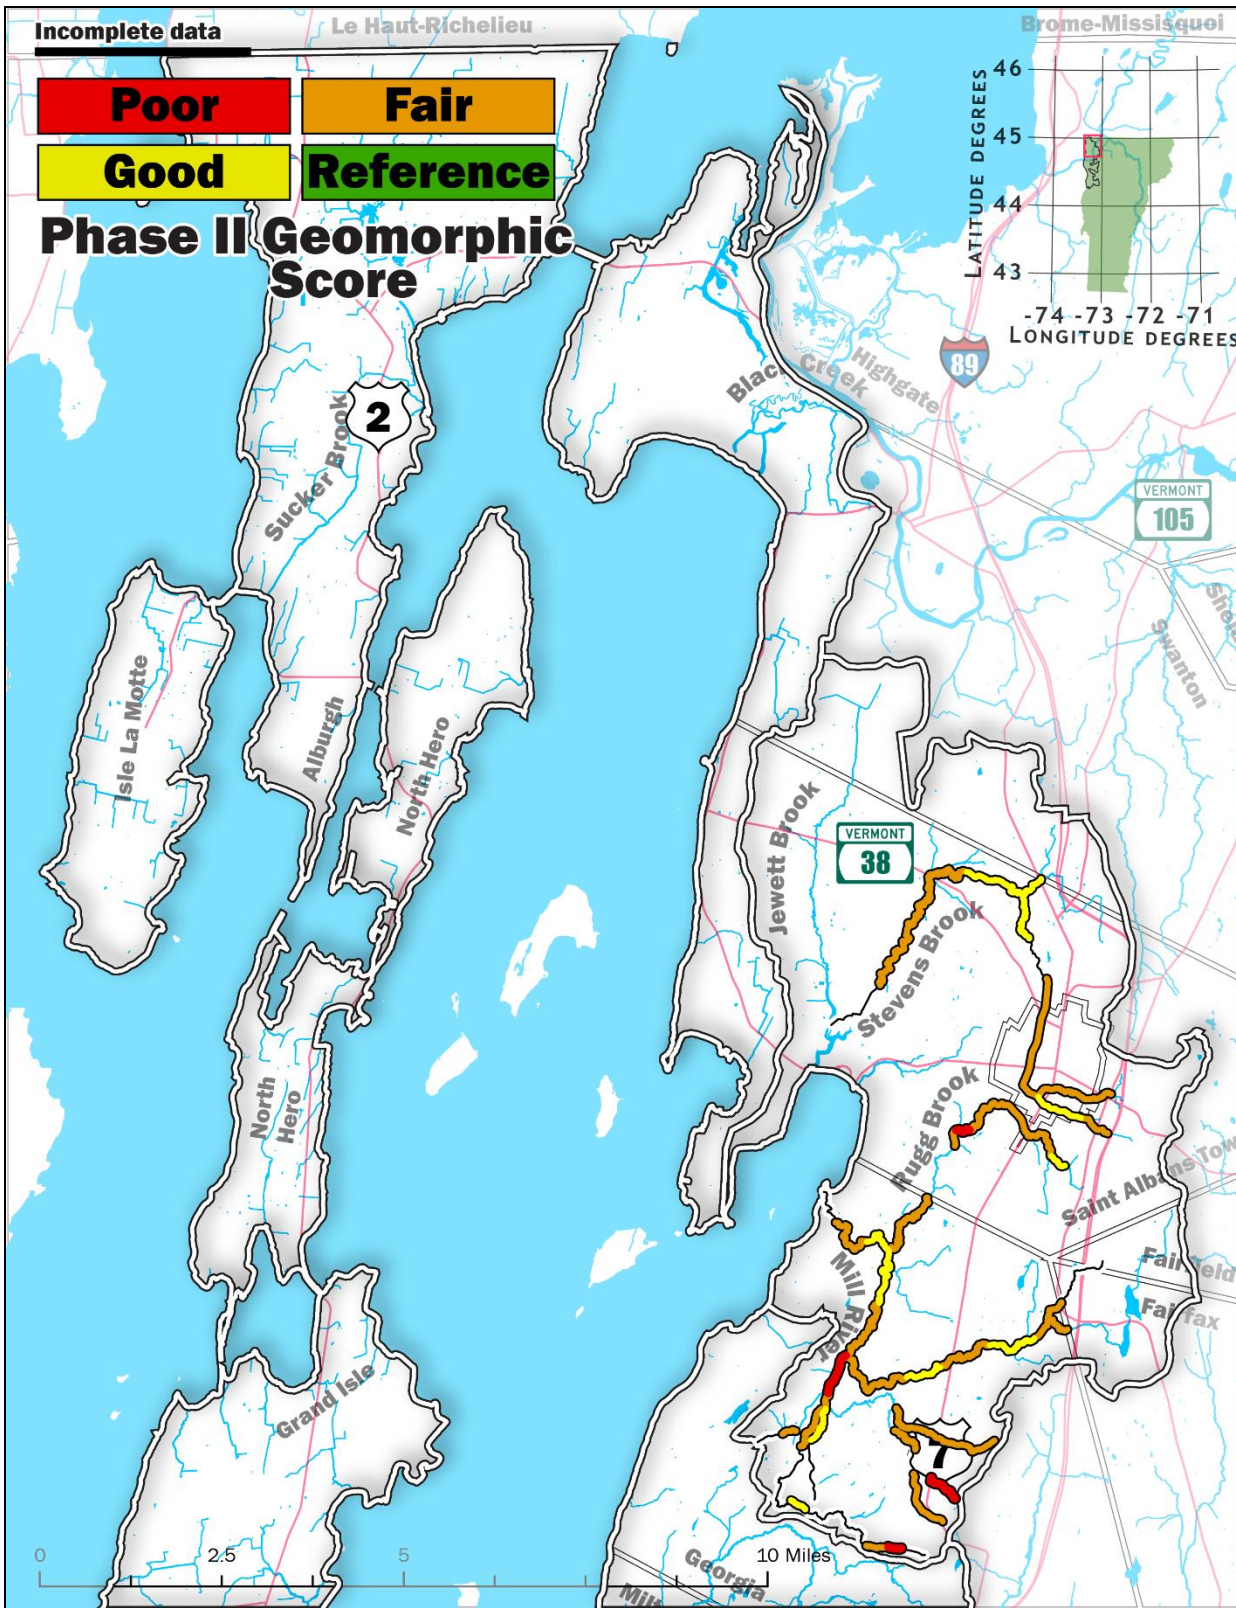 Incomplete data
Le Haut-Richelieu
Brome-Missisquoi
Poor
Fair
Good
Reference
Phase II Geomorphic
Score
LATITUDE DEGREES
46
45
44
43
-74 -73 -72 -71
LONGITUDE DEGREES
89
Highgate
Black Creek
2
Sucker Brook
VERMONT
105
Swanton
Isle La Motte
Alburgh
North Hero
Jewett Brook
VERMONT
38
Stevens Brook
North
Hero
Rugg Brook
Saint Albans Tow
Fairfield
Fairfax
Mill River
Grand Isle
7
Georgia
0
2.5
5
10 Miles